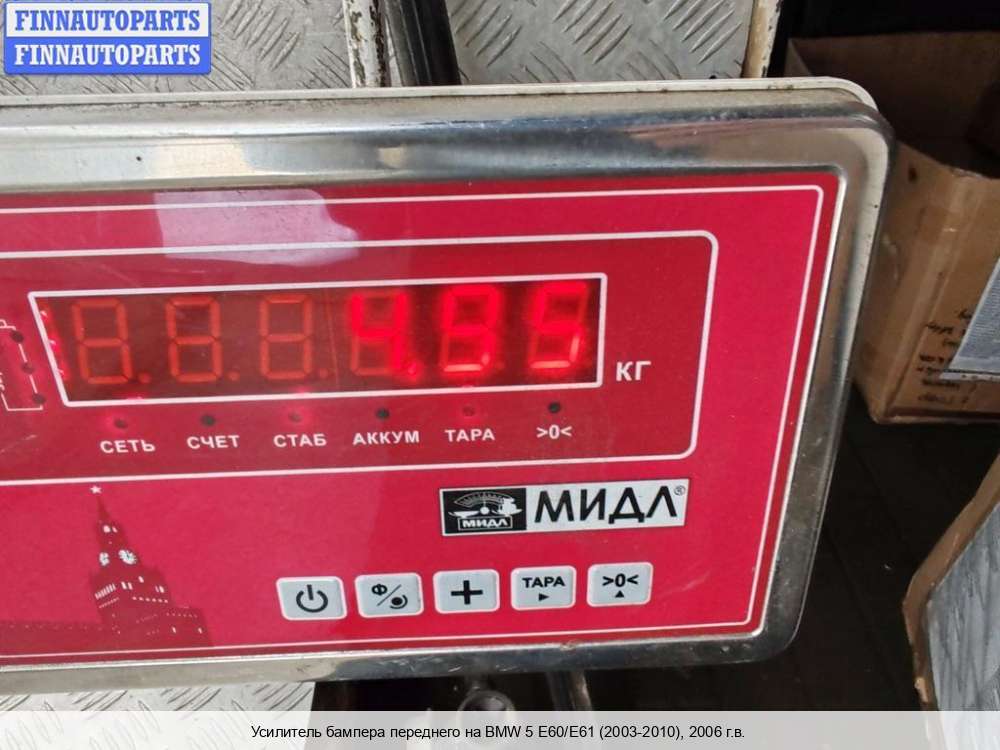 FINNAUTOPARTS
FINNAUTOPARTS
4.85
КГ
СЕТЬ СЧЕТ СТАБ АККУМ ТАРА >0<
МИДЛ МИДЛ®
Ф ТАРА >0<
Усилитель бампера переднего на BMW 5 E60/E61 (2003-2010), 2006 г.в.